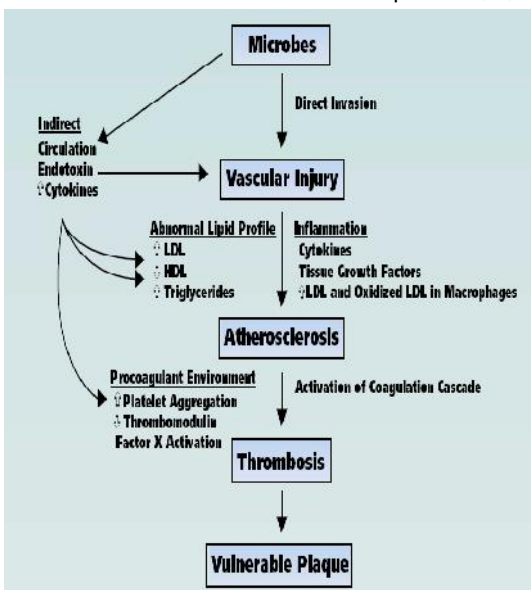 Microbes
Direct Invasion
Indirect
Circulation
Endotoxin
⇧Cytokines
Vascular Injury
Abnormal Lipid Profile
⇧ LDL
⇩ HDL
⇧ Triglycerides
Inflammation
Cytokines
Tissue Growth Factors
⇧LDL and Oxidized LDL in Macrophages
Atherosclerosis
Procoagulant Environment
⇧Platelet Aggregation
⇩Thrombomodulin
Factor X Activation
Activation of Coagulation Cascade
Thrombosis
Vulnerable Plaque